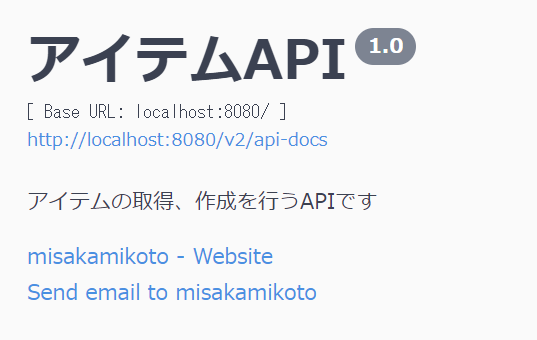 アイテムAPI 1.0
[ Base URL: localhost:8080/ ]
http://localhost:8080/v2/api-docs
アイテムの取得、作成を行うAPIです
misakamikoto - Website
Send email to misakamikoto